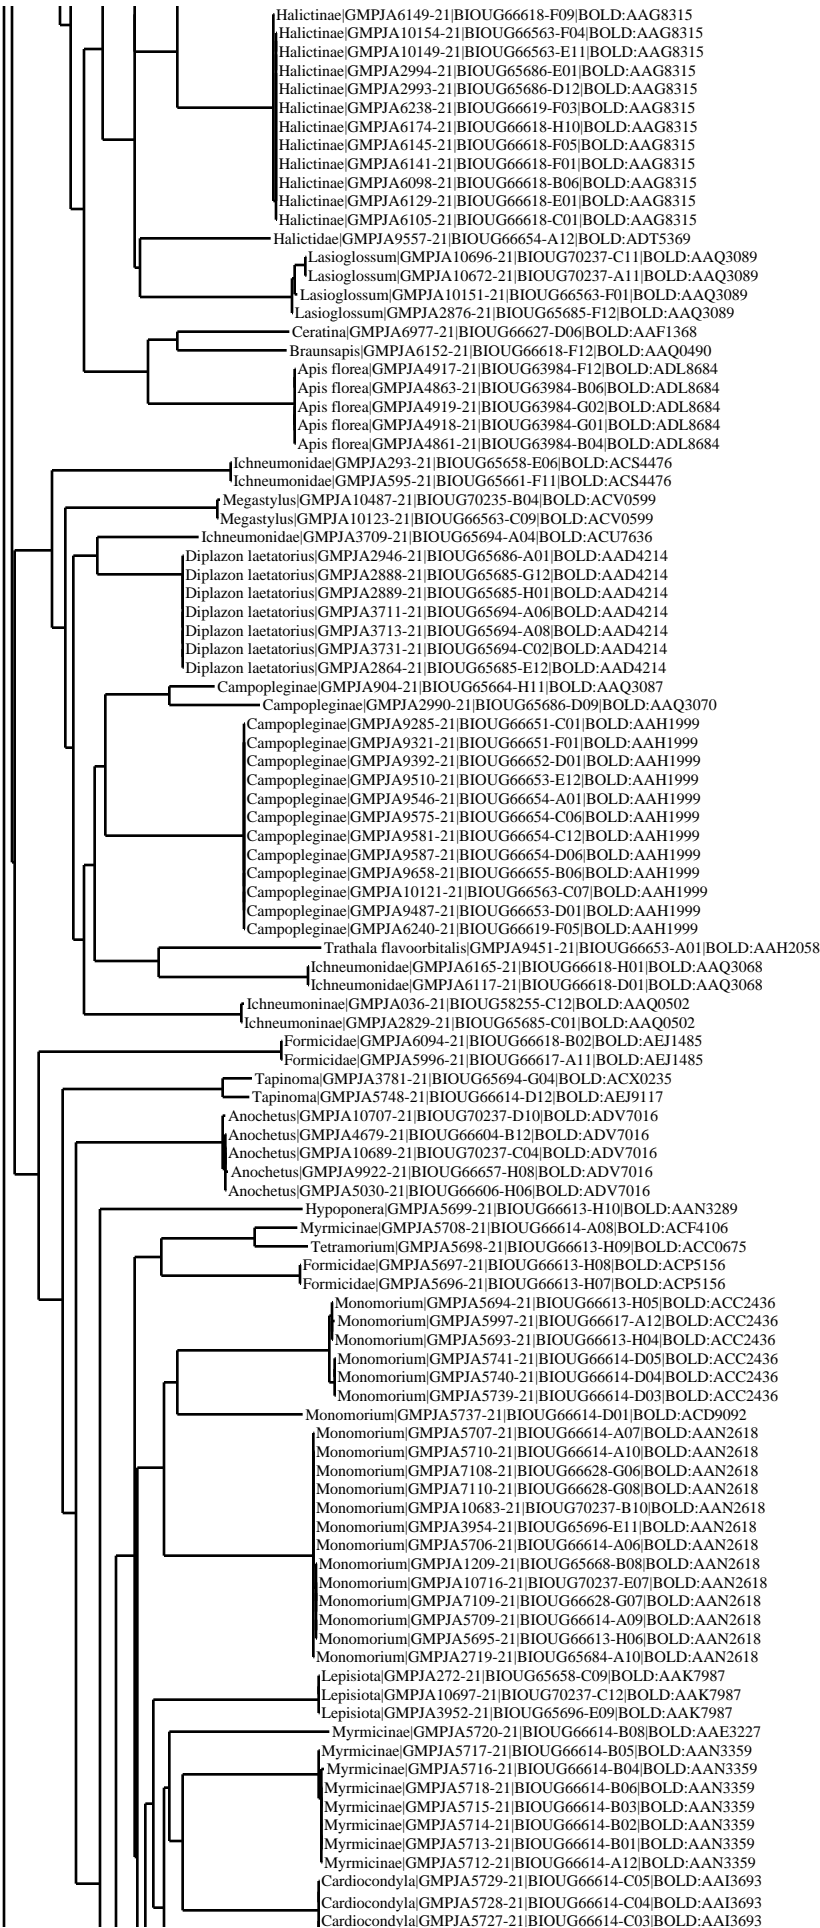 Halictinae|GMPJA6149-21|BIOUG66618-F09|BOLD:AAG8315
Halictinae|GMPJA10154-21|BIOUG66563-F04|BOLD:AAG8315
Halictinae|GMPJA10149-21|BIOUG66563-E11|BOLD:AAG8315
Halictinae|GMPJA2994-21|BIOUG65686-E01|BOLD:AAG8315
Halictinae|GMPJA2993-21|BIOUG65686-D12|BOLD:AAG8315
Halictinae|GMPJA6238-21|BIOUG66619-F03|BOLD:AAG8315
Halictinae|GMPJA6174-21|BIOUG66618-H10|BOLD:AAG8315
Halictinae|GMPJA6145-21|BIOUG66618-F05|BOLD:AAG8315
Halictinae|GMPJA6141-21|BIOUG66618-F01|BOLD:AAG8315
Halictinae|GMPJA6098-21|BIOUG66618-B06|BOLD:AAG8315
Halictinae|GMPJA6129-21|BIOUG66618-E01|BOLD:AAG8315
Halictinae|GMPJA6105-21|BIOUG66618-C01|BOLD:AAG8315
Halictidae|GMPJA9557-21|BIOUG66654-A12|BOLD:ADT5369
Lasioglossum|GMPJA10696-21|BIOUG70237-C11|BOLD:AAQ3089
Lasioglossum|GMPJA10672-21|BIOUG70237-A11|BOLD:AAQ3089
Lasioglossum|GMPJA10151-21|BIOUG66563-F01|BOLD:AAQ3089
Lasioglossum|GMPJA2876-21|BIOUG65685-F12|BOLD:AAQ3089
Ceratina|GMPJA6977-21|BIOUG66627-D06|BOLD:AAF1368
Braunsapis|GMPJA6152-21|BIOUG66618-F12|BOLD:AAQ0490
Apis florea|GMPJA4917-21|BIOUG63984-F12|BOLD:ADL8684
Apis florea|GMPJA4863-21|BIOUG63984-B06|BOLD:ADL8684
Apis florea|GMPJA4919-21|BIOUG63984-G02|BOLD:ADL8684
Apis florea|GMPJA4918-21|BIOUG63984-G01|BOLD:ADL8684
Apis florea|GMPJA4861-21|BIOUG63984-B04|BOLD:ADL8684
Ichneumonidae|GMPJA293-21|BIOUG65658-E06|BOLD:ACS4476
Ichneumonidae|GMPJA595-21|BIOUG65661-F11|BOLD:ACS4476
Megastylus|GMPJA10487-21|BIOUG70235-B04|BOLD:ACV0599
Megastylus|GMPJA10123-21|BIOUG66563-C09|BOLD:ACV0599
Ichneumonidae|GMPJA3709-21|BIOUG65694-A04|BOLD:ACU7636
Diplazon laetatorius|GMPJA2946-21|BIOUG65686-A01|BOLD:AAD4214
Diplazon laetatorius|GMPJA2888-21|BIOUG65685-G12|BOLD:AAD4214
Diplazon laetatorius|GMPJA2889-21|BIOUG65685-H01|BOLD:AAD4214
Diplazon laetatorius|GMPJA3711-21|BIOUG65694-A06|BOLD:AAD4214
Diplazon laetatorius|GMPJA3713-21|BIOUG65694-A08|BOLD:AAD4214
Diplazon laetatorius|GMPJA3731-21|BIOUG65694-C02|BOLD:AAD4214
Diplazon laetatorius|GMPJA2864-21|BIOUG65685-E12|BOLD:AAD4214
Campopleginae|GMPJA904-21|BIOUG65664-H11|BOLD:AAQ3087
Campopleginae|GMPJA2990-21|BIOUG65686-D09|BOLD:AAQ3070
Campopleginae|GMPJA9285-21|BIOUG66651-C01|BOLD:AAH1999
Campopleginae|GMPJA9321-21|BIOUG66651-F01|BOLD:AAH1999
Campopleginae|GMPJA9392-21|BIOUG66652-D01|BOLD:AAH1999
Campopleginae|GMPJA9510-21|BIOUG66653-E12|BOLD:AAH1999
Campopleginae|GMPJA9546-21|BIOUG66654-A01|BOLD:AAH1999
Campopleginae|GMPJA9575-21|BIOUG66654-C06|BOLD:AAH1999
Campopleginae|GMPJA9581-21|BIOUG66654-C12|BOLD:AAH1999
Campopleginae|GMPJA9587-21|BIOUG66654-D06|BOLD:AAH1999
Campopleginae|GMPJA9658-21|BIOUG66655-B06|BOLD:AAH1999
Campopleginae|GMPJA10121-21|BIOUG66563-C07|BOLD:AAH1999
Campopleginae|GMPJA9487-21|BIOUG66653-D01|BOLD:AAH1999
Campopleginae|GMPJA6240-21|BIOUG66619-F05|BOLD:AAH1999
Trathala flavoorbitalis|GMPJA9451-21|BIOUG66653-A01|BOLD:AAH2058
Ichneumonidae|GMPJA6165-21|BIOUG66618-H01|BOLD:AAQ3068
Ichneumonidae|GMPJA6117-21|BIOUG66618-D01|BOLD:AAQ3068
Ichneumoninae|GMPJA036-21|BIOUG58255-C12|BOLD:AAQ0502
Ichneumoninae|GMPJA2829-21|BIOUG65685-C01|BOLD:AAQ0502
Formicidae|GMPJA6094-21|BIOUG66618-B02|BOLD:AEJ1485
Formicidae|GMPJA5996-21|BIOUG66617-A11|BOLD:AEJ1485
Tapinoma|GMPJA3781-21|BIOUG65694-G04|BOLD:ACX0235
Tapinoma|GMPJA5748-21|BIOUG66614-D12|BOLD:AEJ9117
Anochetus|GMPJA10707-21|BIOUG70237-D10|BOLD:ADV7016
Anochetus|GMPJA4679-21|BIOUG66604-B12|BOLD:ADV7016
Anochetus|GMPJA10689-21|BIOUG70237-C04|BOLD:ADV7016
Anochetus|GMPJA9922-21|BIOUG66657-H08|BOLD:ADV7016
Anochetus|GMPJA5030-21|BIOUG66606-H06|BOLD:ADV7016
Hypoponera|GMPJA5699-21|BIOUG66613-H10|BOLD:AAN3289
Myrmicinae|GMPJA5708-21|BIOUG66614-A08|BOLD:ACF4106
Tetramorium|GMPJA5698-21|BIOUG66613-H09|BOLD:ACC0675
Formicidae|GMPJA5697-21|BIOUG66613-H08|BOLD:ACP5156
Formicidae|GMPJA5696-21|BIOUG66613-H07|BOLD:ACP5156
Monomorium|GMPJA5694-21|BIOUG66613-H05|BOLD:ACC2436
Monomorium|GMPJA5997-21|BIOUG66617-A12|BOLD:ACC2436
Monomorium|GMPJA5693-21|BIOUG66613-H04|BOLD:ACC2436
Monomorium|GMPJA5741-21|BIOUG66614-D05|BOLD:ACC2436
Monomorium|GMPJA5740-21|BIOUG66614-D04|BOLD:ACC2436
Monomorium|GMPJA5739-21|BIOUG66614-D03|BOLD:ACC2436
Monomorium|GMPJA5737-21|BIOUG66614-D01|BOLD:ACD9092
Monomorium|GMPJA5707-21|BIOUG66614-A07|BOLD:AAN2618
Monomorium|GMPJA5710-21|BIOUG66614-A10|BOLD:AAN2618
Monomorium|GMPJA7108-21|BIOUG66628-G06|BOLD:AAN2618
Monomorium|GMPJA7110-21|BIOUG66628-G08|BOLD:AAN2618
Monomorium|GMPJA10683-21|BIOUG70237-B10|BOLD:AAN2618
Monomorium|GMPJA3954-21|BIOUG65696-E11|BOLD:AAN2618
Monomorium|GMPJA5706-21|BIOUG66614-A06|BOLD:AAN2618
Monomorium|GMPJA1209-21|BIOUG65668-B08|BOLD:AAN2618
Monomorium|GMPJA10716-21|BIOUG70237-E07|BOLD:AAN2618
Monomorium|GMPJA7109-21|BIOUG66628-G07|BOLD:AAN2618
Monomorium|GMPJA5709-21|BIOUG66614-A09|BOLD:AAN2618
Monomorium|GMPJA5695-21|BIOUG66613-H06|BOLD:AAN2618
Monomorium|GMPJA2719-21|BIOUG65684-A10|BOLD:AAN2618
Lepisiota|GMPJA272-21|BIOUG65658-C09|BOLD:AAK7987
Lepisiota|GMPJA10697-21|BIOUG70237-C12|BOLD:AAK7987
Lepisiota|GMPJA3952-21|BIOUG65696-E09|BOLD:AAK7987
Myrmicinae|GMPJA5720-21|BIOUG66614-B08|BOLD:AAE3227
Myrmicinae|GMPJA5717-21|BIOUG66614-B05|BOLD:AAN3359
Myrmicinae|GMPJA5716-21|BIOUG66614-B04|BOLD:AAN3359
Myrmicinae|GMPJA5718-21|BIOUG66614-B06|BOLD:AAN3359
Myrmicinae|GMPJA5715-21|BIOUG66614-B03|BOLD:AAN3359
Myrmicinae|GMPJA5714-21|BIOUG66614-B02|BOLD:AAN3359
Myrmicinae|GMPJA5713-21|BIOUG66614-B01|BOLD:AAN3359
Myrmicinae|GMPJA5712-21|BIOUG66614-A12|BOLD:AAN3359
Cardiocondyla|GMPJA5729-21|BIOUG66614-C05|BOLD:AAI3693
Cardiocondyla|GMPJA5728-21|BIOUG66614-C04|BOLD:AAI3693
Cardiocondyla|GMPJA5727-21|BIOUG66614-C03|BOLD:AAI3693